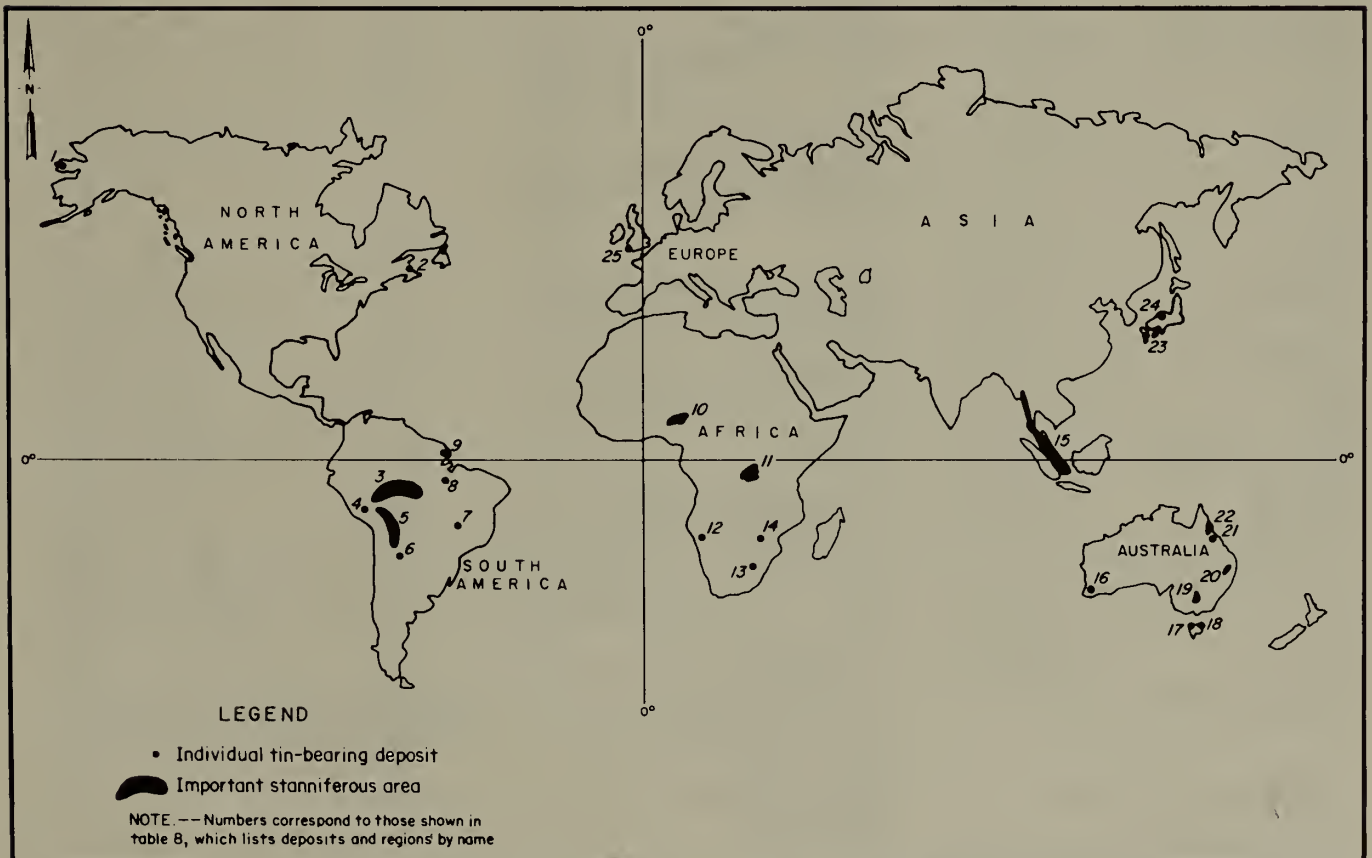 0°
N
1
NORTH
AMERICA
2
25
EUROPE
ASIA
24
23
10
AFRICA
9
0°
0°
15
11
3
8
4
5
7
6
12
14
13
SOUTH
AMERICA
22
21
AUSTRALIA
16
20
19
17
18
0°
LEGEND
Individual tin-bearing deposit
Important stanniferous area
NOTE.--Numbers correspond to those shown in
table 8, which lists deposits and regions by name